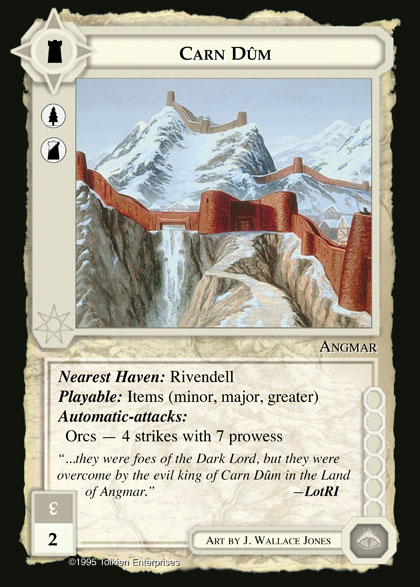 CARN DÛM
ANGMAR
Nearest Haven: Rivendell
Playable: Items (minor, major, greater)
Automatic-attacks:
Orcs — 4 strikes with 7 prowess
“...they were foes of the Dark Lord, but they were
overcome by the evil king of Carn Dûm in the Land
of Angmar.” —LotRI
ε
2
ART BY J. WALLACE JONES
©1995 Tolkien Enterprises